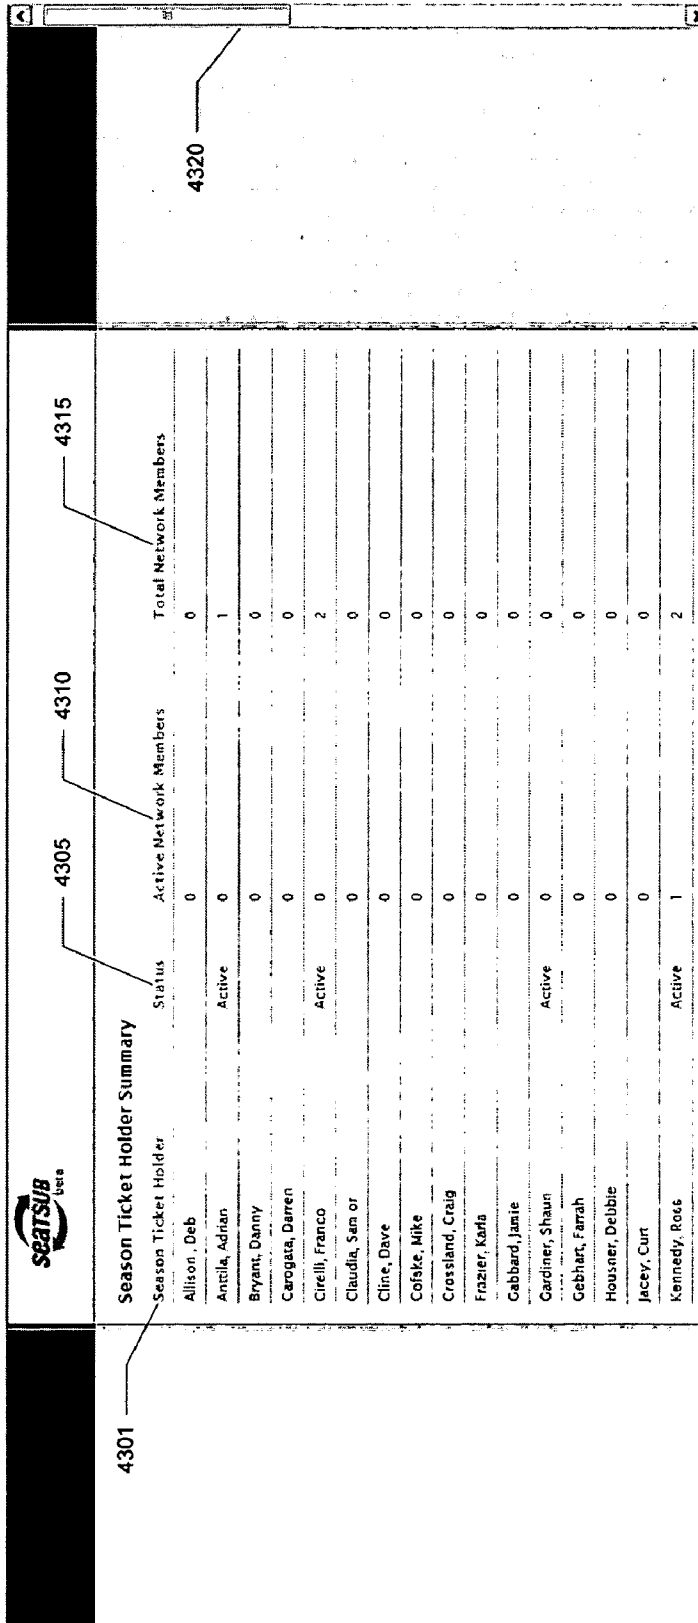 seatsub
beta
4305 4310 4315
4301
4320
Season Ticket Holder Summary
Season Ticket Holder Status Active Network Members Total Network Members
Allison , Deb 0 0
Anttila, Adrian Active 0 1
Bryant, Danny 0 0
Carogata, Darren 0 0
Cirelli, Franco Active 0 2
Claudia, Sam or 0 0
Cline, Dave 0 0
Cofske, Mike 0 0
Crossland, Craig 0 0
Frazier, Karla 0 0
Gabbard, Jamie 0 0
Gardiner, Shaun Active 0 0
Gebhart, Farrah 0 0
Housner, Debbie 0 0
Jacey, Curt 0 0
Kennedy, Ross Active 1 2